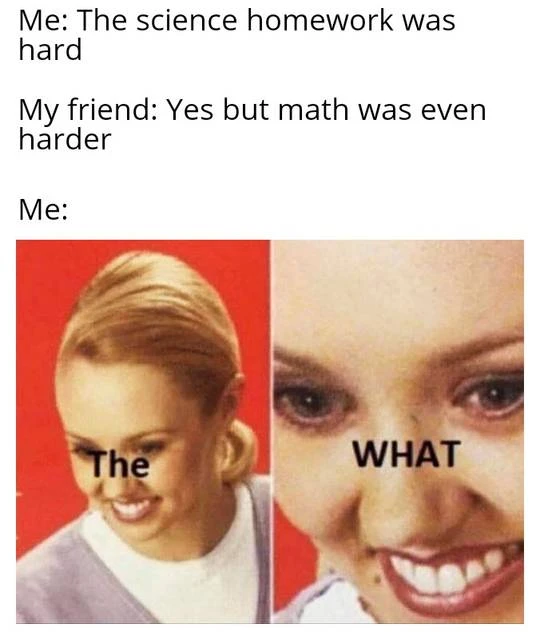 Me: The science homework was
hard
My friend: Yes but math was even
harder
Me:
The
WHAT